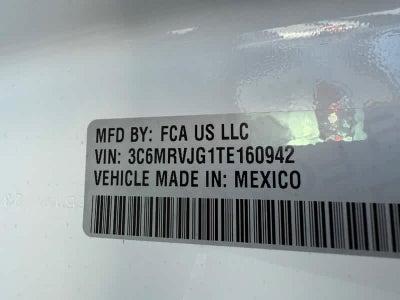 MFD BY: FCA US LLC
VIN: 3C6MRVJG1TE160942
VEHICLE MADE IN: MEXICO